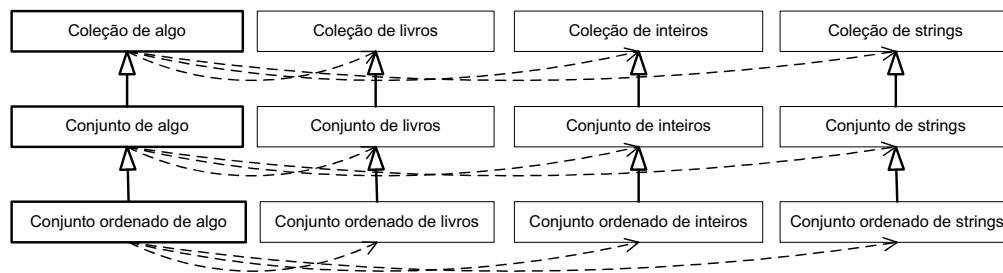 Coleção de algo
Coleção de livros
Coleção de inteiros
Coleção de strings
Conjunto de algo
Conjunto de livros
Conjunto de inteiros
Conjunto de strings
Conjunto ordenado de algo
Conjunto ordenado de livros
Conjunto ordenado de inteiros
Conjunto ordenado de strings